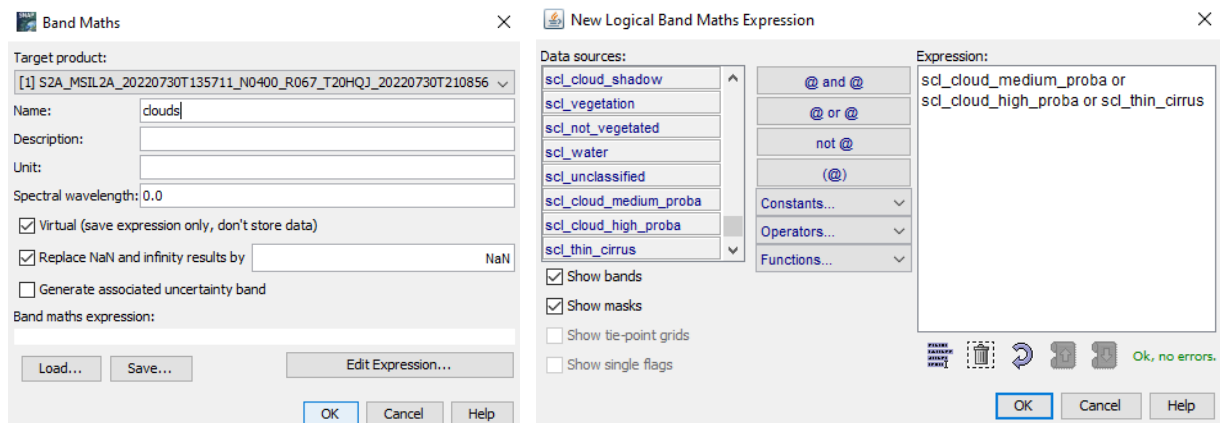 Band Maths
Target product:
[1] S2A_MSIL2A_20220730T135711_N0400_R067_T20HQJ_20220730T210856
Name: clouds
Description:
Unit:
Spectral wavelength: 0.0
Virtual (save expression only, don't store data)
Replace NaN and infinity results by NaN
Generate associated uncertainty band
Band maths expression:
Load... Save... Edit Expression...
OK Cancel Help
New Logical Band Maths Expression
Data sources:
scl_cloud_shadow
scl_vegetation
scl_not_vegetated
scl_water
scl_unclassified
scl_cloud_medium_proba
scl_cloud_high_proba
scl_thin_cirrus
Show bands
Show masks
Show tie-point grids
Show single flags
@ and @
@ or @
not @
(@)
Constants...
Operators...
Functions...
Expression:
scl_cloud_medium_proba or
scl_cloud_high_proba or scl_thin_cirrus
Ok, no errors.
OK Cancel Help